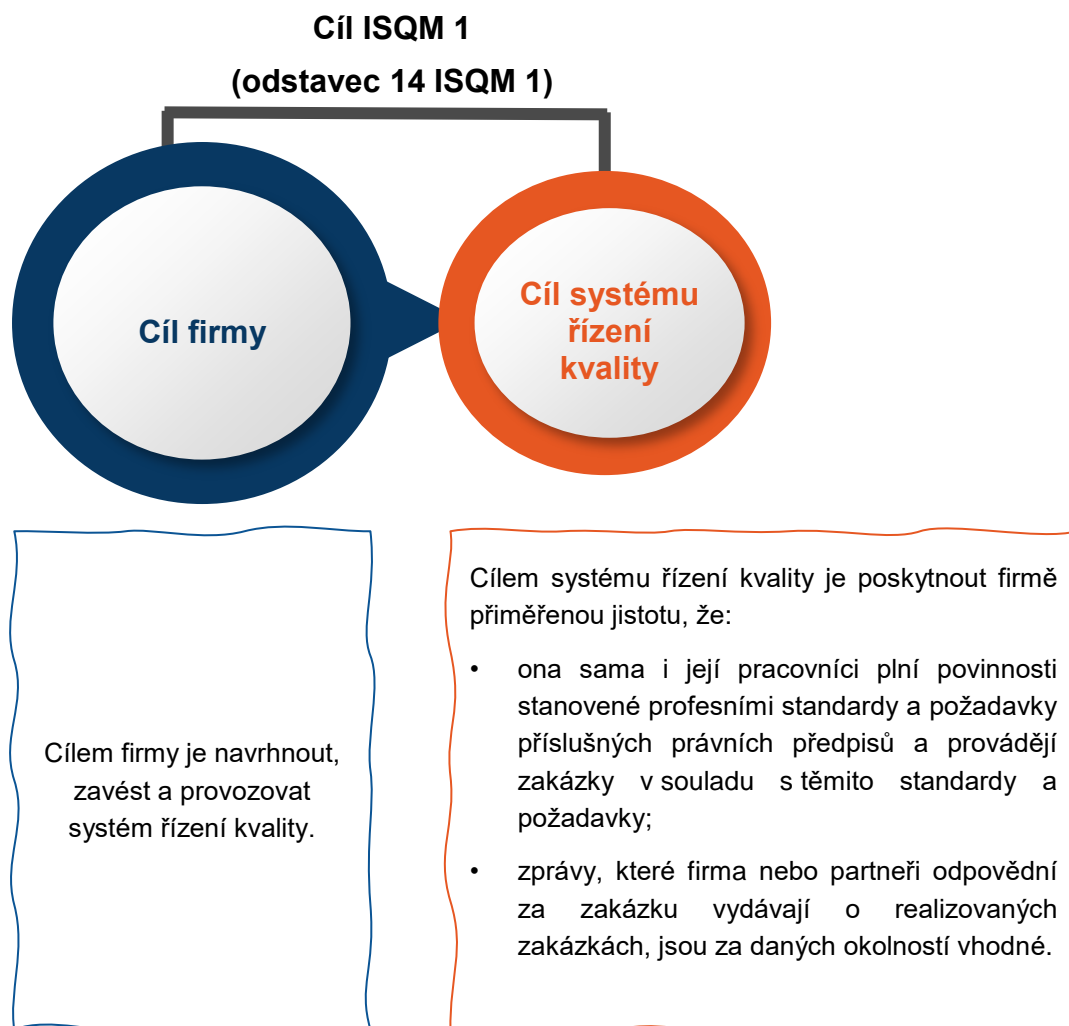 Cíl ISQM 1
(odstavec 14 ISQM 1)
Cíl firmy
Cíl systému
řízení
kvality
Cílem firmy je navrhnout,
zavést a provozovat
systém řízení kvality.
Cílem systému řízení kvality je poskytnout firmě
přiměřenou jistotu, že:
• ona sama i její pracovníci plní povinnosti
stanovené profesními standardy a požadavky
příslušných právních předpisů a provádějí
zakázky v souladu s těmito standardy a
požadavky;
• zprávy, které firma nebo partneři odpovědní
za zakázku vydávají o realizovaných
zakázkách, jsou za daných okolností vhodné.